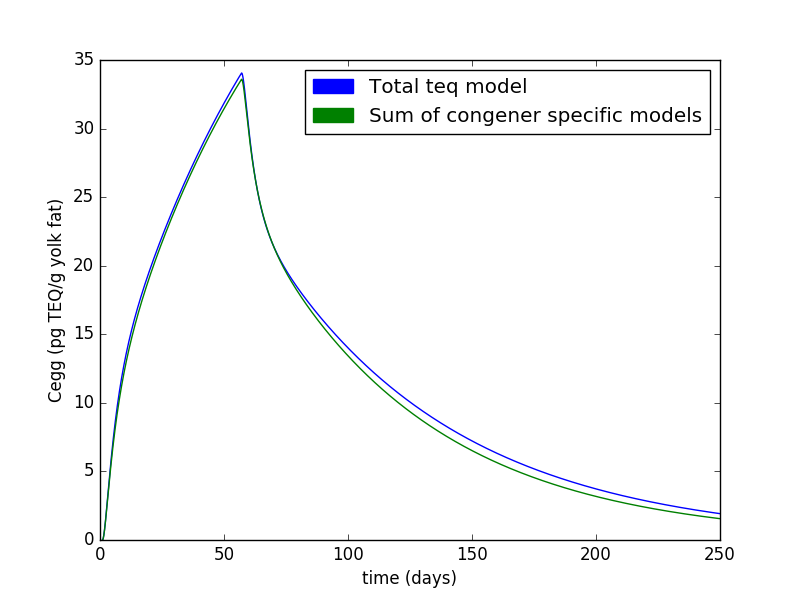 35
30
25
20
15
10
5
0
Cegg (pg TEQ/g yolk fat)
Total teq model
Sum of congener specific models
0 50 100 150 200 250
time (days)